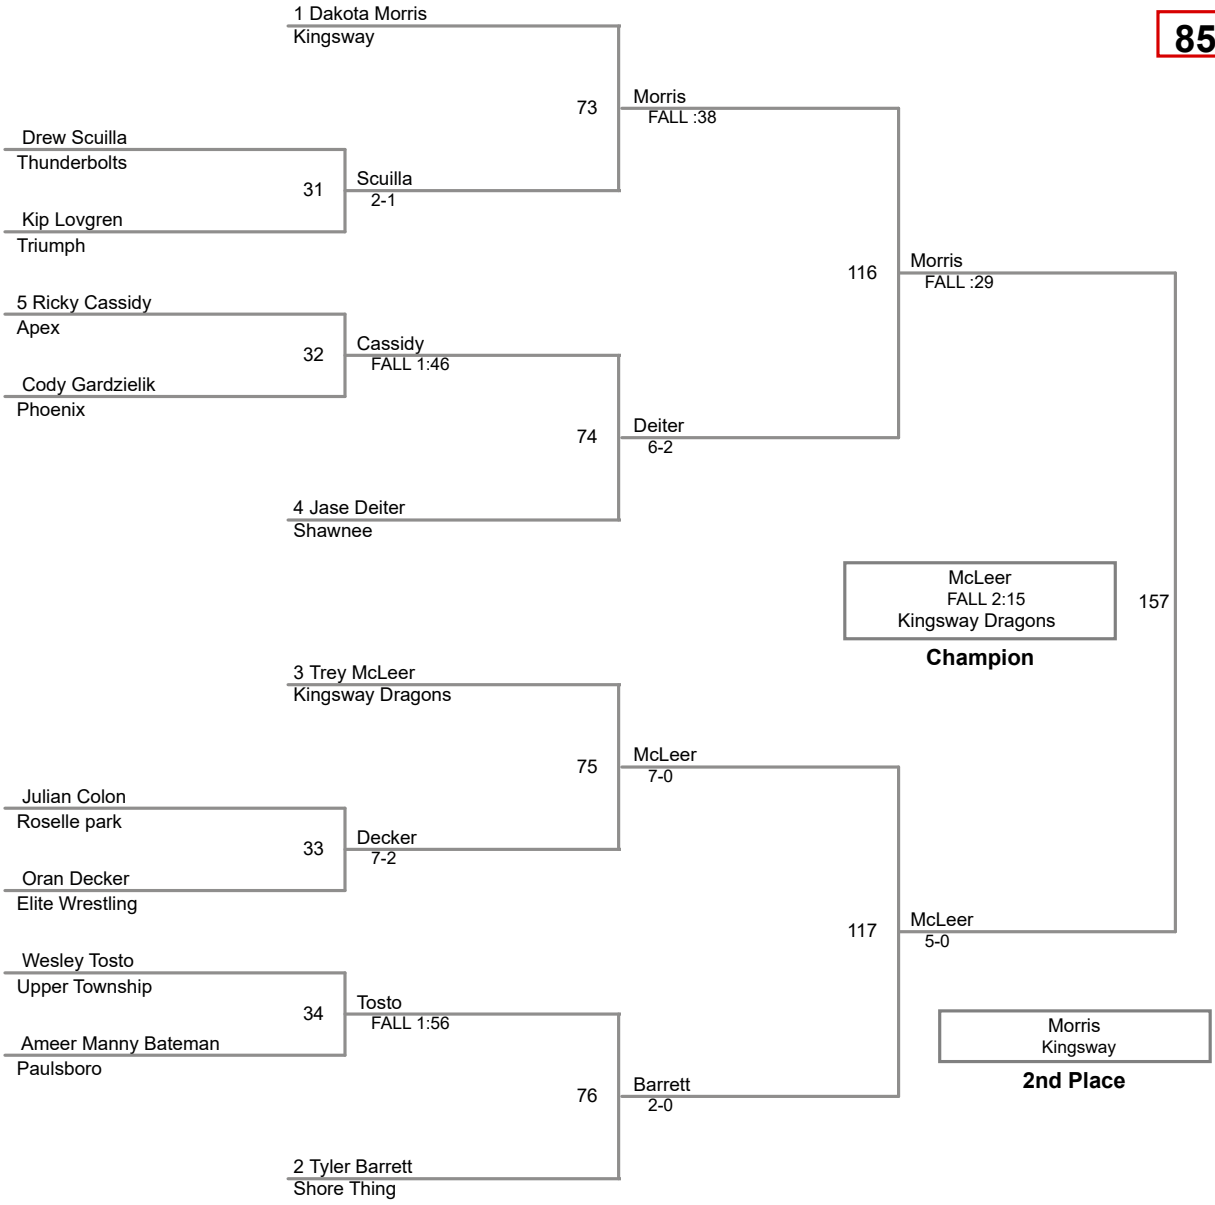 1 Dakota Morris
Kingsway
85
73
Morris
FALL :38
Drew Scuilla
Thunderbolts
31
Scuilla
2-1
Kip Lovgren
Triumph
116
Morris
FALL :29
5 Ricky Cassidy
Apex
32
Cassidy
FALL 1:46
Cody Gardzielik
Phoenix
74
Deiter
6-2
4 Jase Deiter
Shawnee
McLeer
FALL 2:15
Kingsway Dragons
Champion
157
3 Trey McLeer
Kingsway Dragons
75
McLeer
7-0
Julian Colon
Roselle park
33
Decker
7-2
Oran Decker
Elite Wrestling
117
McLeer
5-0
Wesley Tosto
Upper Township
34
Tosto
FALL 1:56
Ameer Manny Bateman
Paulsboro
Morris
Kingsway
2nd Place
76
Barrett
2-0
2 Tyler Barrett
Shore Thing